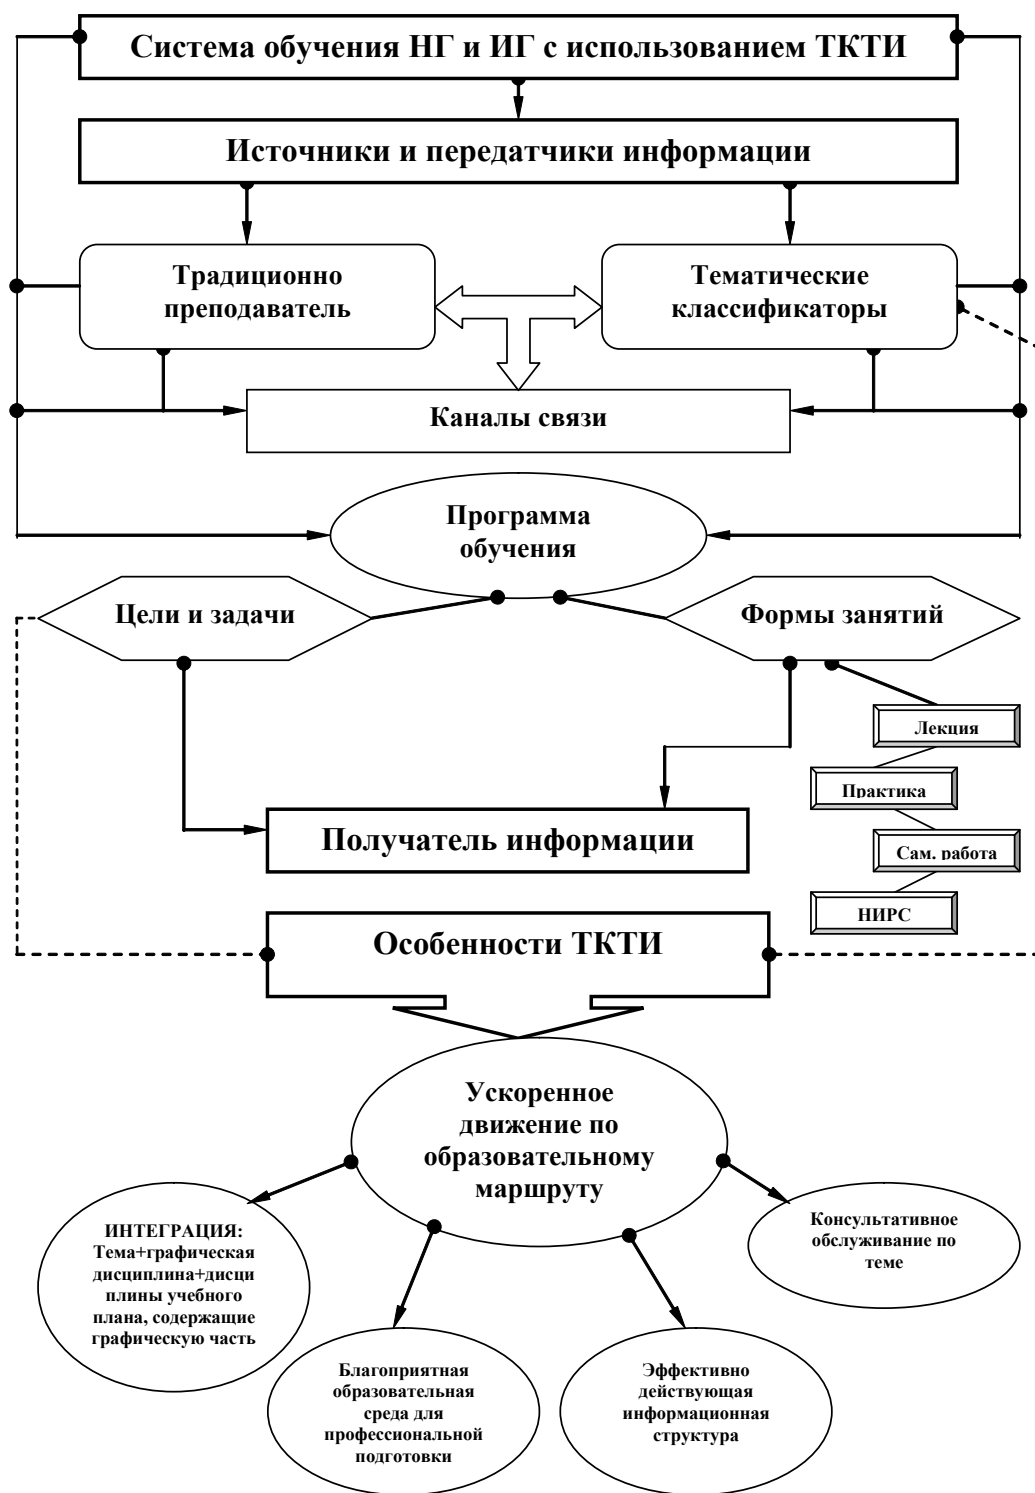 Система обучения НГ и ИГ с использованием ТКТИ
Источники и передатчики информации
Традиционно
преподаватель
Тематические
классификаторы
Каналы связи
Программа
обучения
Цели и задачи
Формы занятий
Лекция
Практика
Сам. работа
НИРС
Получатель информации
Особенности ТКТИ
Ускоренное
движение по
образовательному
маршруту
ИНТЕГРАЦИЯ:
Тема+графическая
дисциплина+дисци
плины учебного
плана, содержащие
графическую часть
Благоприятная
образовательная
среда для
профессиональной
подготовки
Эффективно
действующая
информационная
структура
Консультативное
обслуживание по
теме